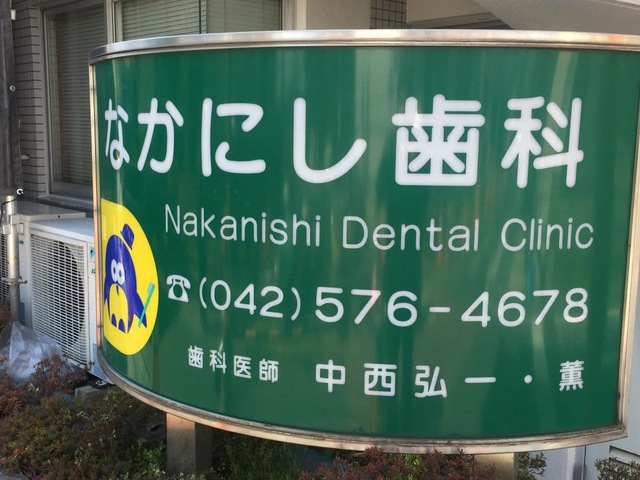 なかにし歯科
Nakanishi Dental Clinic
☎(042)576-4678
歯科医師 中西弘一・薫